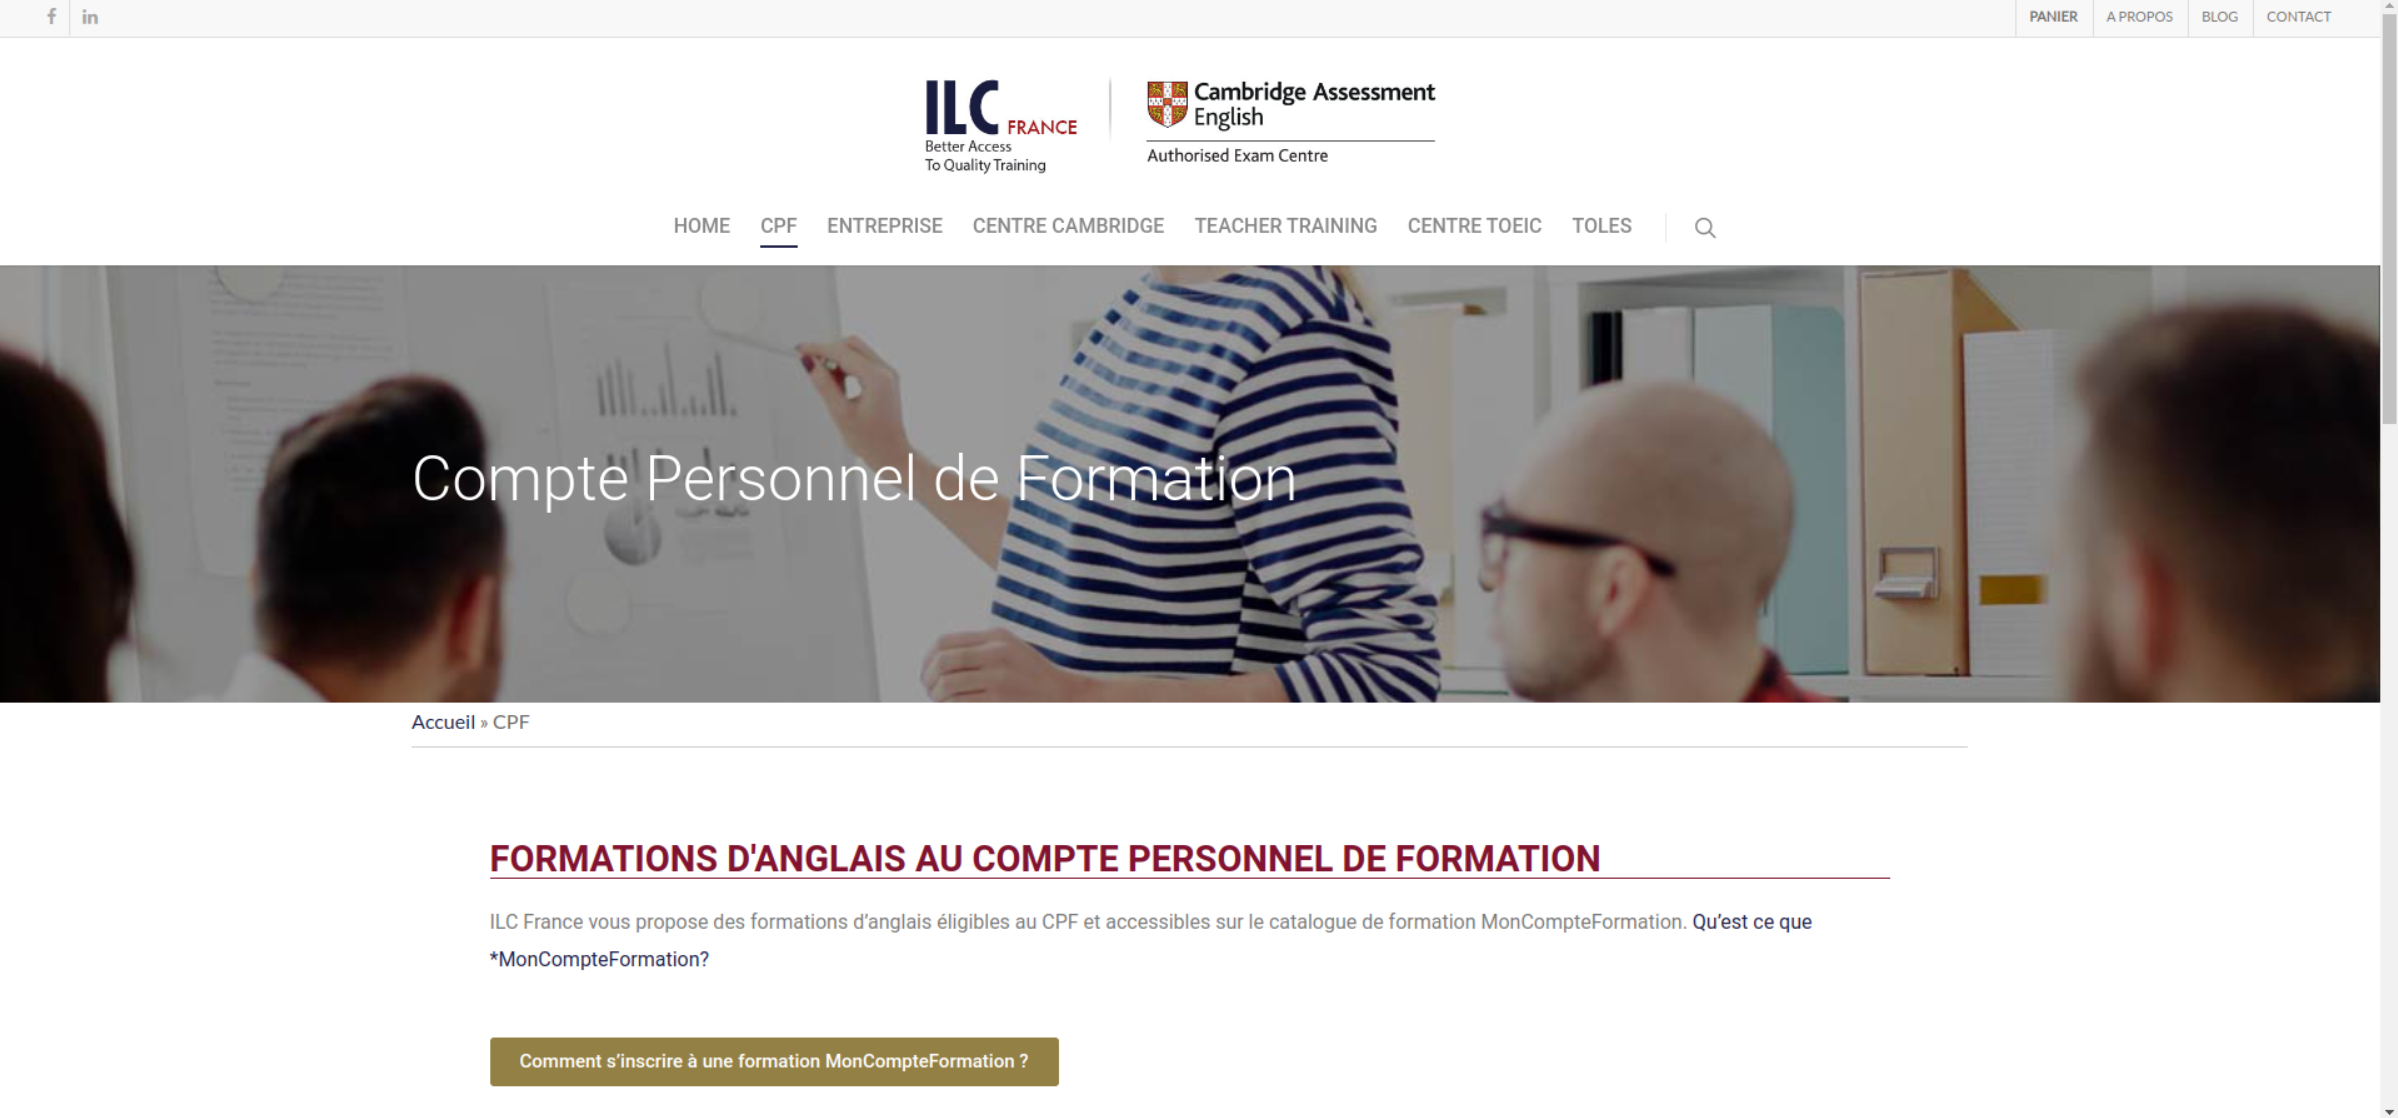 PANIER
A PROPOS
BLOG
CONTACT
ILC FRANCE
Better Access
To Quality Training
Cambridge Assessment
English
Authorised Exam Centre
HOME
CPF
ENTREPRISE
CENTRE CAMBRIDGE
TEACHER TRAINING
CENTRE TOEIC
TOLES
Compte Personnel de Formation
Accueil » CPF
FORMATIONS D'ANGLAIS AU COMPTE PERSONNEL DE FORMATION
ILC France vous propose des formations d’anglais éligibles au CPF et accessibles sur le catalogue de formation MonCompteFormation. Qu’est ce que
*MonCompteFormation?
Comment s’inscrire à une formation MonCompteFormation ?